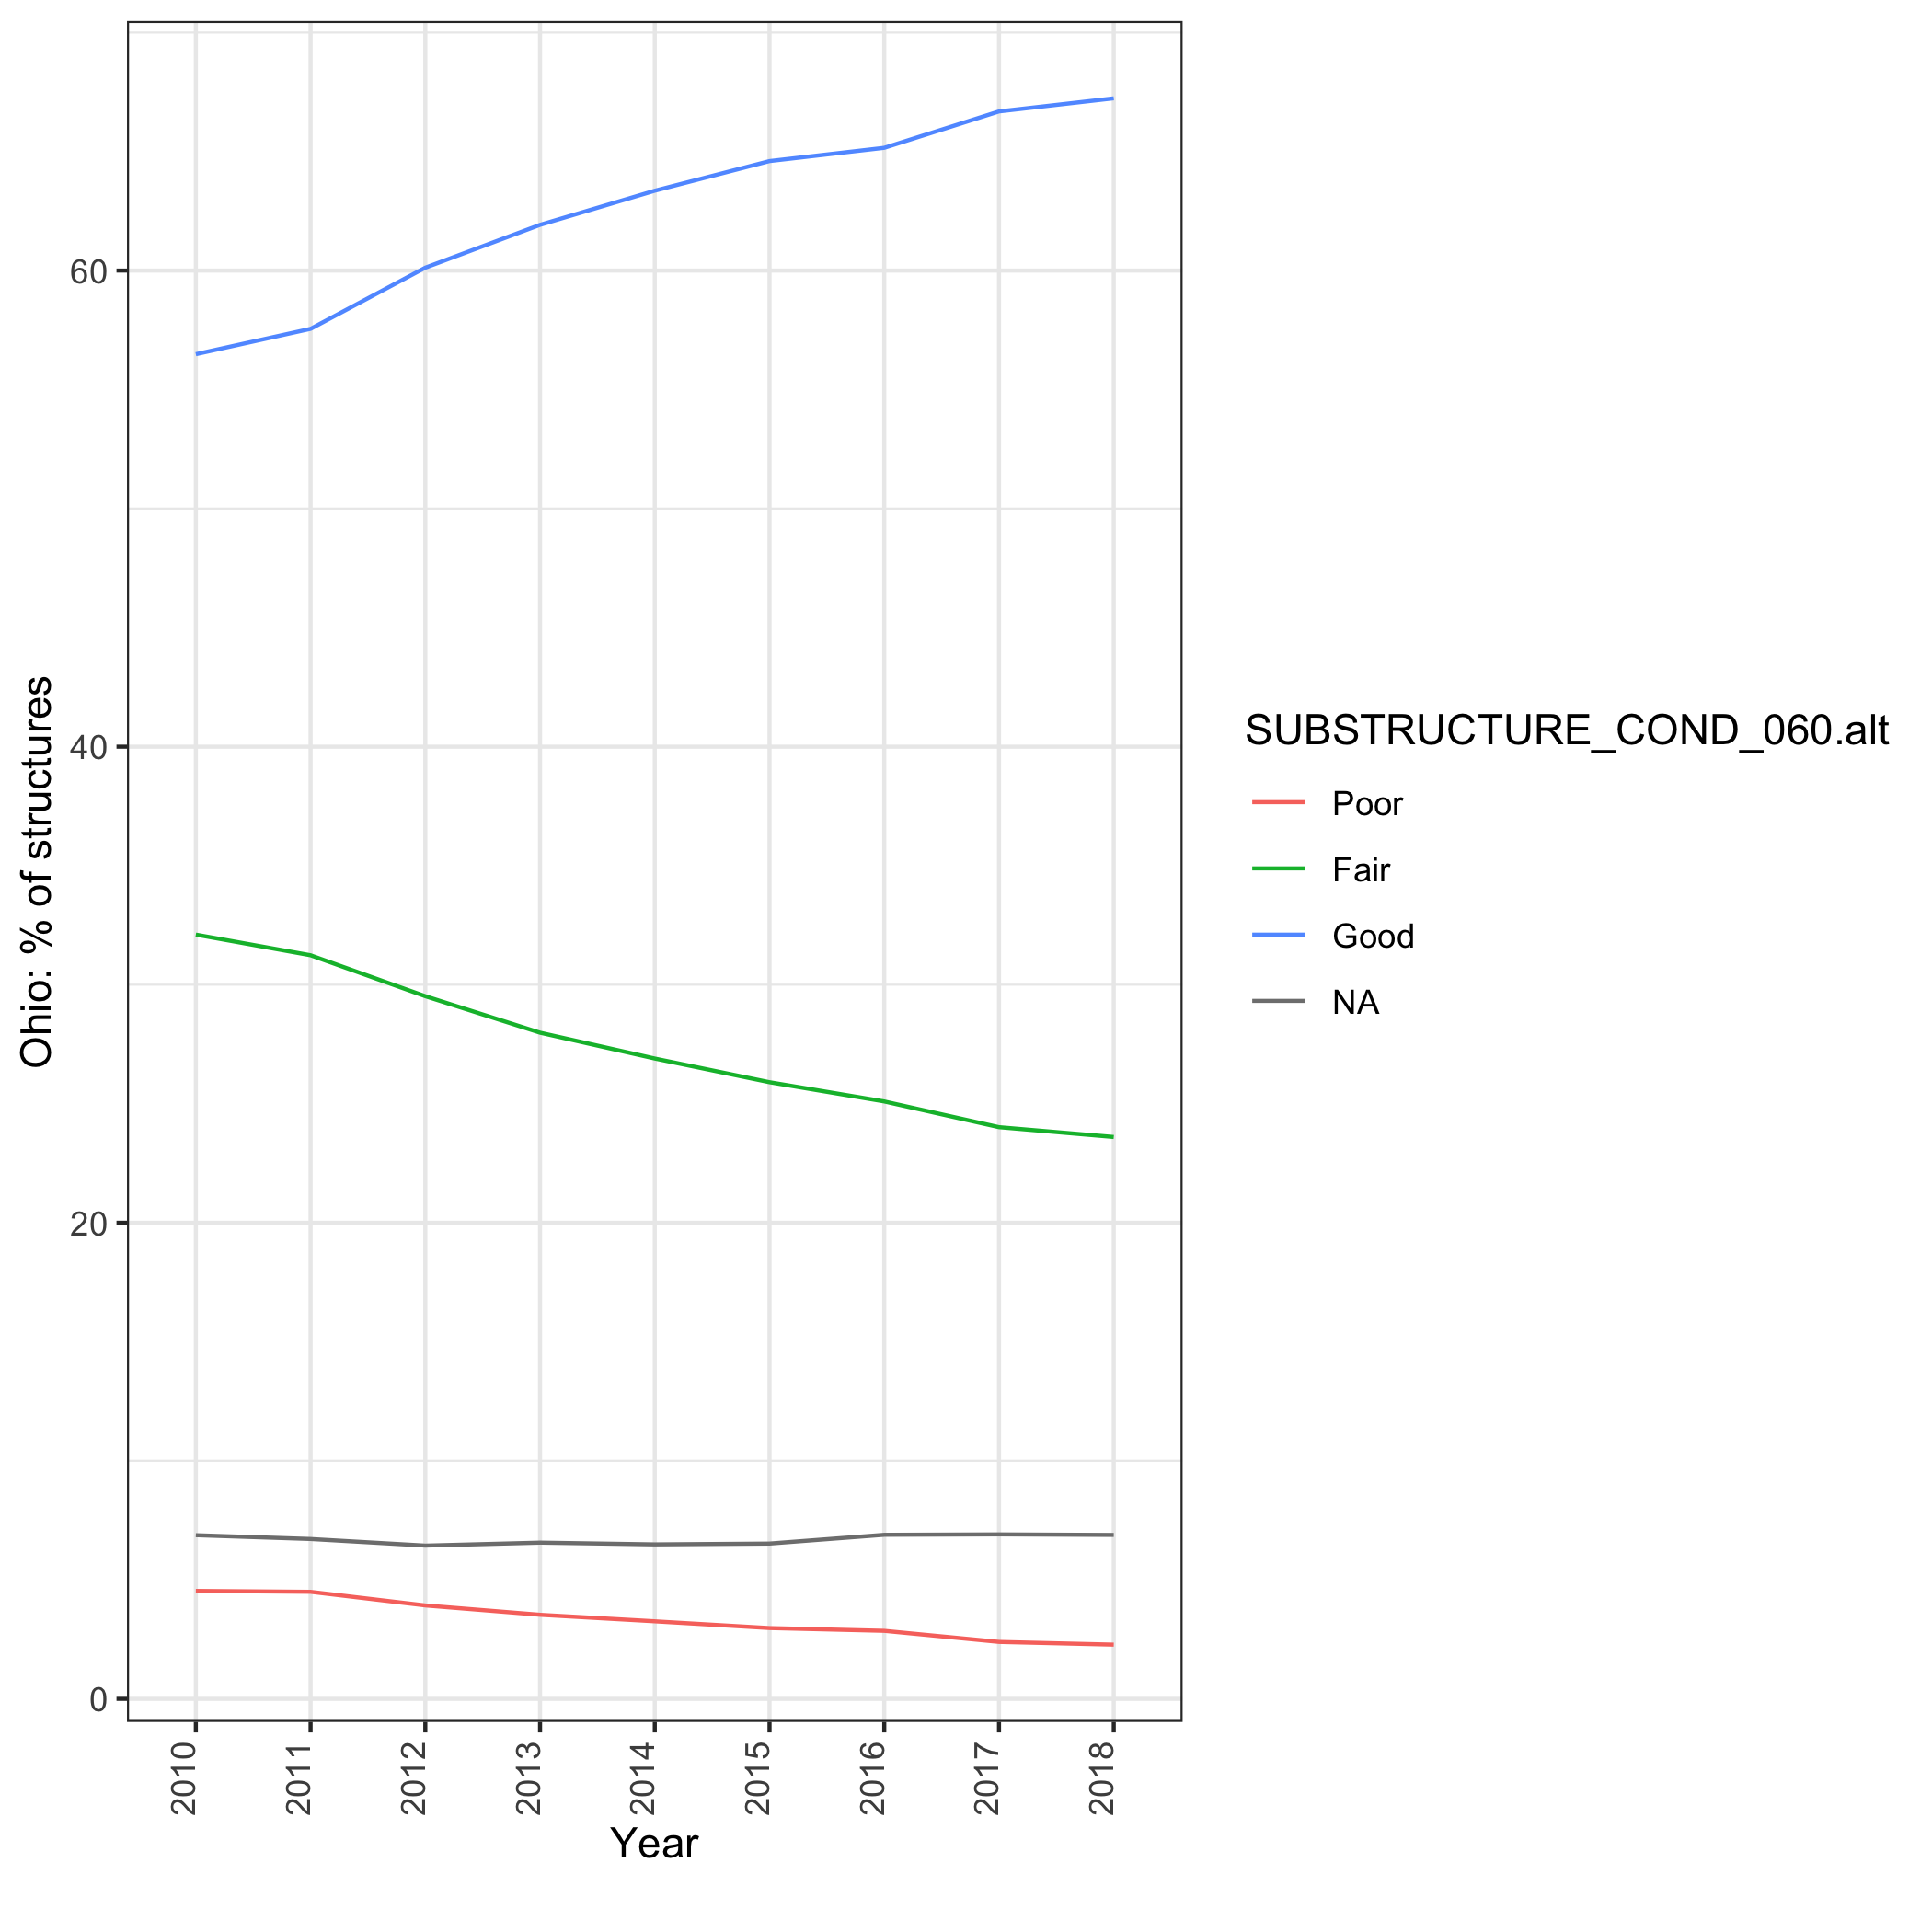 Ohio: % of structures
60
40
20
0
2010
2011
2012
2013
2014
2015
2016
2017
2018
Year
SUBSTRUCTURE_COND_060.alt
Poor
Fair
Good
NA